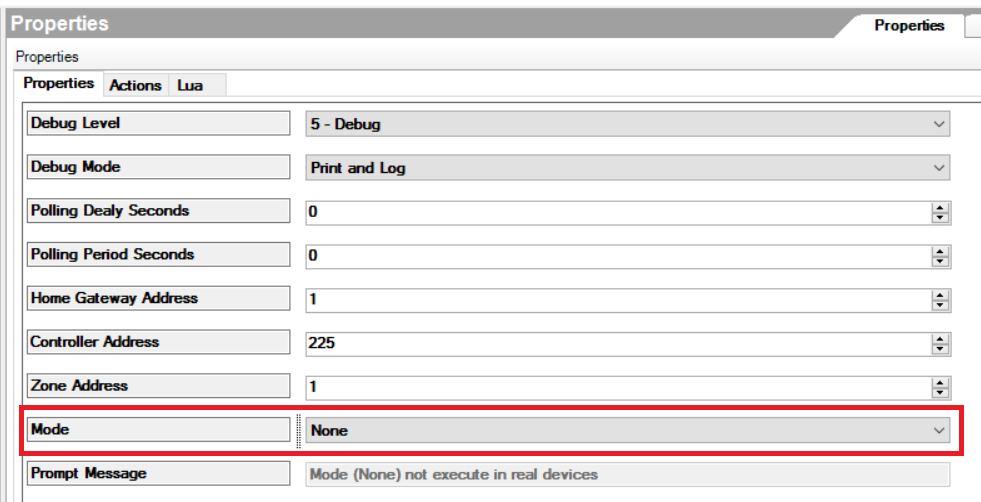 Properties
Properties
Properties
Properties Actions Lua
Debug Level 5 - Debug
Debug Mode Print and Log
Polling Dealy Seconds 0
Polling Period Seconds 0
Home Gateway Address 1
Controller Address 225
Zone Address 1
Mode None
Prompt Message Mode (None) not execute in real devices